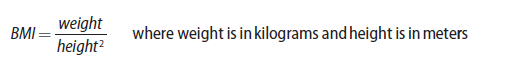 BMI = weight / height² where weight is in kilograms and height is in meters